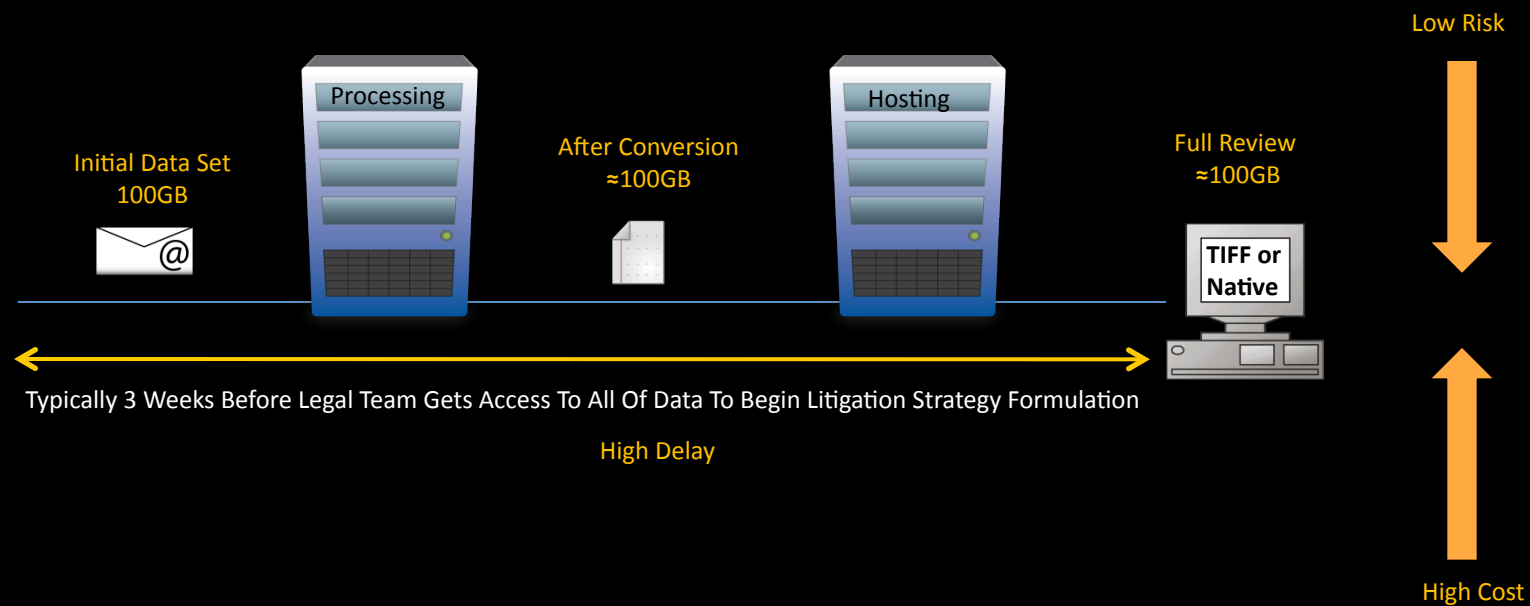 Low Risk
Processing
Hosting
Initial Data Set
100GB
@
After Conversion
≈100GB
Full Review
≈100GB
TIFF or
Native
Typically 3 Weeks Before Legal Team Gets Access To All Of Data To Begin Litigation Strategy Formulation
High Delay
High Cost